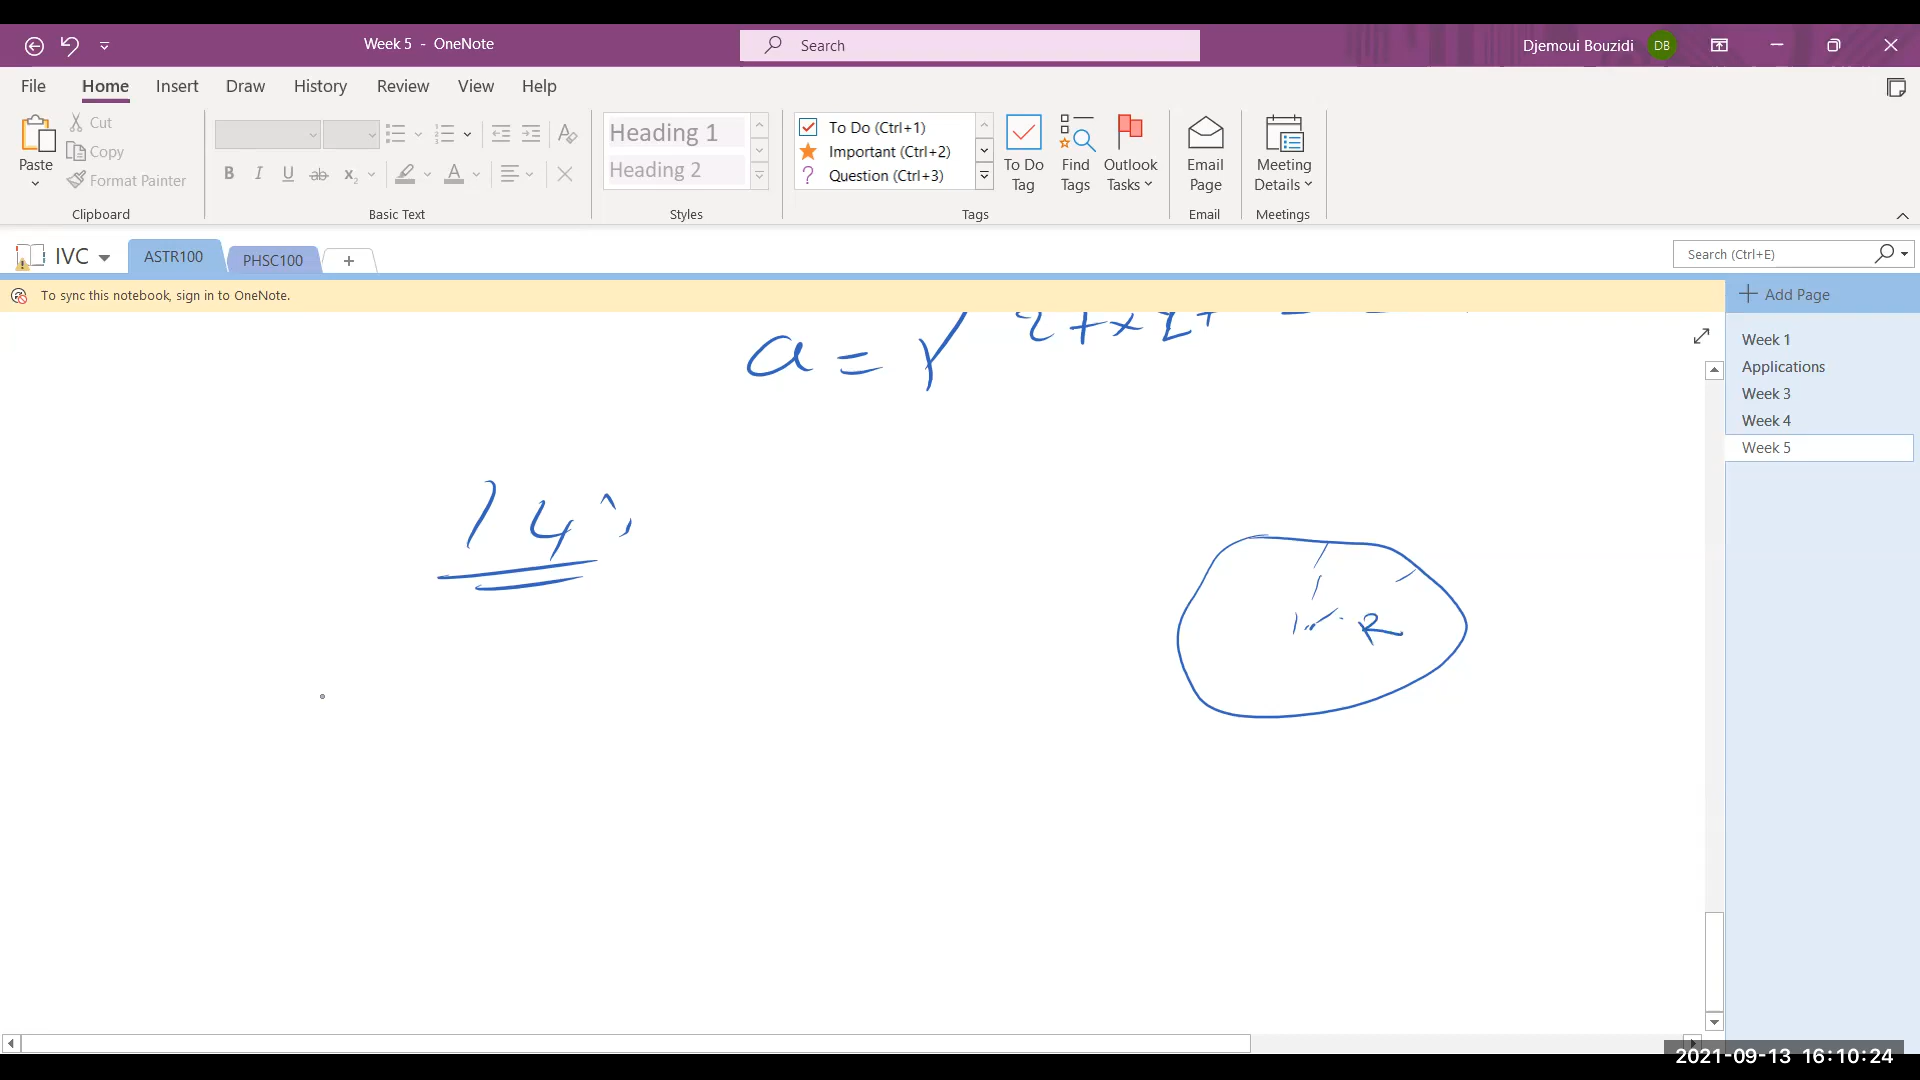 Week 5 - OneNote
Search
Djemoui Bouzidi DB
File Home Insert Draw History Review View Help
Paste
Cut
Copy
Format Painter
Clipboard
B I U ab x₂ A
Basic Text
Heading 1
Heading 2
Styles
To Do (Ctrl+1)
Important (Ctrl+2)
? Question (Ctrl+3)
To Do Tag
Find Tags
Outlook Tasks
Tags
Email Page
Email
Meeting Details
Meetings
IVC
ASTR100
PHSC100
+
Search (Ctrl+E)
To sync this notebook, sign in to OneNote.
Add Page
Week 1
Applications
Week 3
Week 4
Week 5
a =
R
2021-09-13 16:10:24